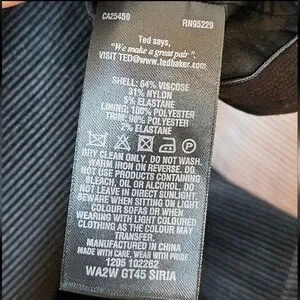 CA25459 RN95229
Ted says,
"We make a great pair".
VISIT TED@www.tedbaker.com
SHELL: 64% VISCOSE
31% NYLON
5% ELASTANE
LINING: 100% POLYESTER
TRIM: 98% POLYESTER
2% ELASTANE
DRY CLEAN ONLY. DO NOT WASH.
WARM IRON ON REVERSE. DO
NOT USE PRODUCTS CONTAINING
BLEACH, OIL OR ALCOHOL. DO
NOT LEAVE IN DIRECT SUNLIGHT.
BEWARE WHEN SITTING ON LIGHT
COLOUR SOFAS OR WHEN
WEARING WITH LIGHT COLOURED
CLOTHING AS THE COLOUR MAY
TRANSFER.
MANUFACTURED IN CHINA
MADE WITH CARE, WEAR WITH PRIDE
1205 102262
WA2W GT45 SIRIA